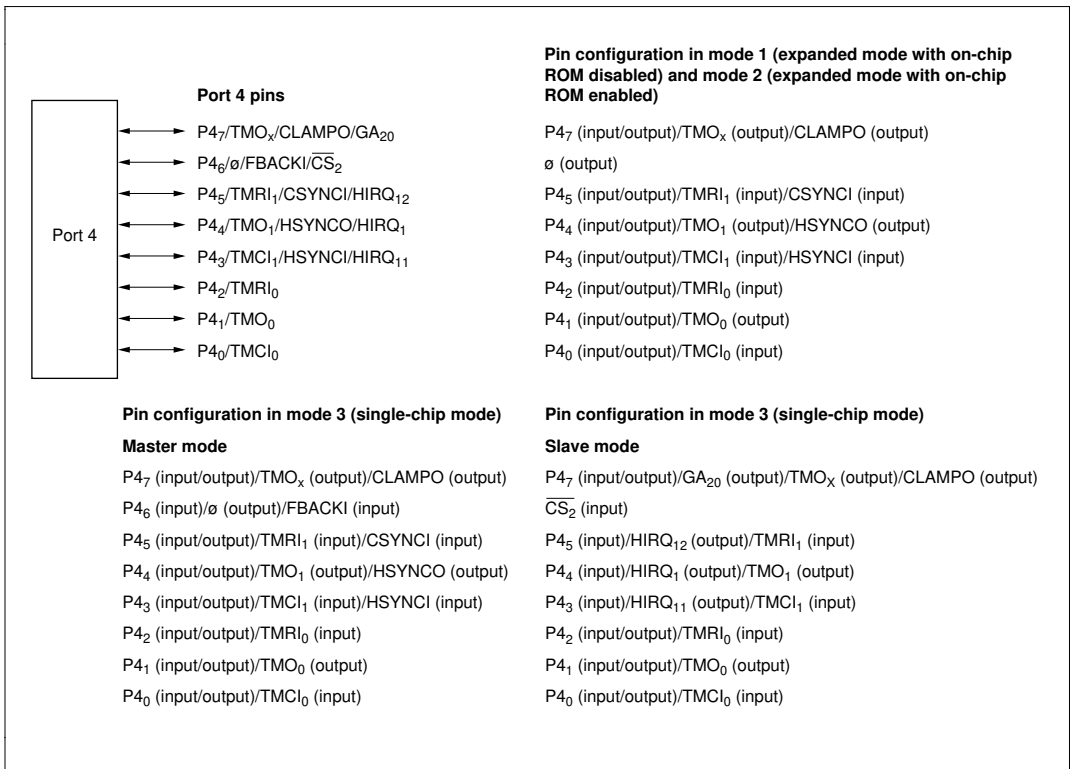 Pin configuration in mode 1 (expanded mode with on-chip
ROM disabled) and mode 2 (expanded mode with on-chip
ROM enabled)
Port 4 pins
Port 4
P4₇/TMOₓ/CLAMPO/GA₂₀
P4₆/ø/FBACKI/C̅S̅₂
P4₅/TMRI₁/CSYNCI/HIRQ₁₂
P4₄/TMO₁/HSYNCO/HIRQ₁
P4₃/TMCI₁/HSYNCI/HIRQ₁₁
P4₂/TMRI₀
P4₁/TMO₀
P4₀/TMCI₀
P4₇ (input/output)/TMOₓ (output)/CLAMPO (output)
ø (output)
P4₅ (input/output)/TMRI₁ (input)/CSYNCI (input)
P4₄ (input/output)/TMO₁ (output)/HSYNCO (output)
P4₃ (input/output)/TMCI₁ (input)/HSYNCI (input)
P4₂ (input/output)/TMRI₀ (input)
P4₁ (input/output)/TMO₀ (output)
P4₀ (input/output)/TMCI₀ (input)
Pin configuration in mode 3 (single-chip mode)
Master mode
P4₇ (input/output)/TMOₓ (output)/CLAMPO (output)
P4₆ (input)/ø (output)/FBACKI (input)
P4₅ (input/output)/TMRI₁ (input)/CSYNCI (input)
P4₄ (input/output)/TMO₁ (output)/HSYNCO (output)
P4₃ (input/output)/TMCI₁ (input)/HSYNCI (input)
P4₂ (input/output)/TMRI₀ (input)
P4₁ (input/output)/TMO₀ (output)
P4₀ (input/output)/TMCI₀ (input)
Pin configuration in mode 3 (single-chip mode)
Slave mode
P4₇ (input/output)/GA₂₀ (output)/TMOX (output)/CLAMPO (output)
C̅S̅₂ (input)
P4₅ (input)/HIRQ₁₂ (output)/TMRI₁ (input)
P4₄ (input)/HIRQ₁ (output)/TMO₁ (output)
P4₃ (input)/HIRQ₁₁ (output)/TMCI₁ (input)
P4₂ (input/output)/TMRI₀ (input)
P4₁ (input/output)/TMO₀ (output)
P4₀ (input/output)/TMCI₀ (input)